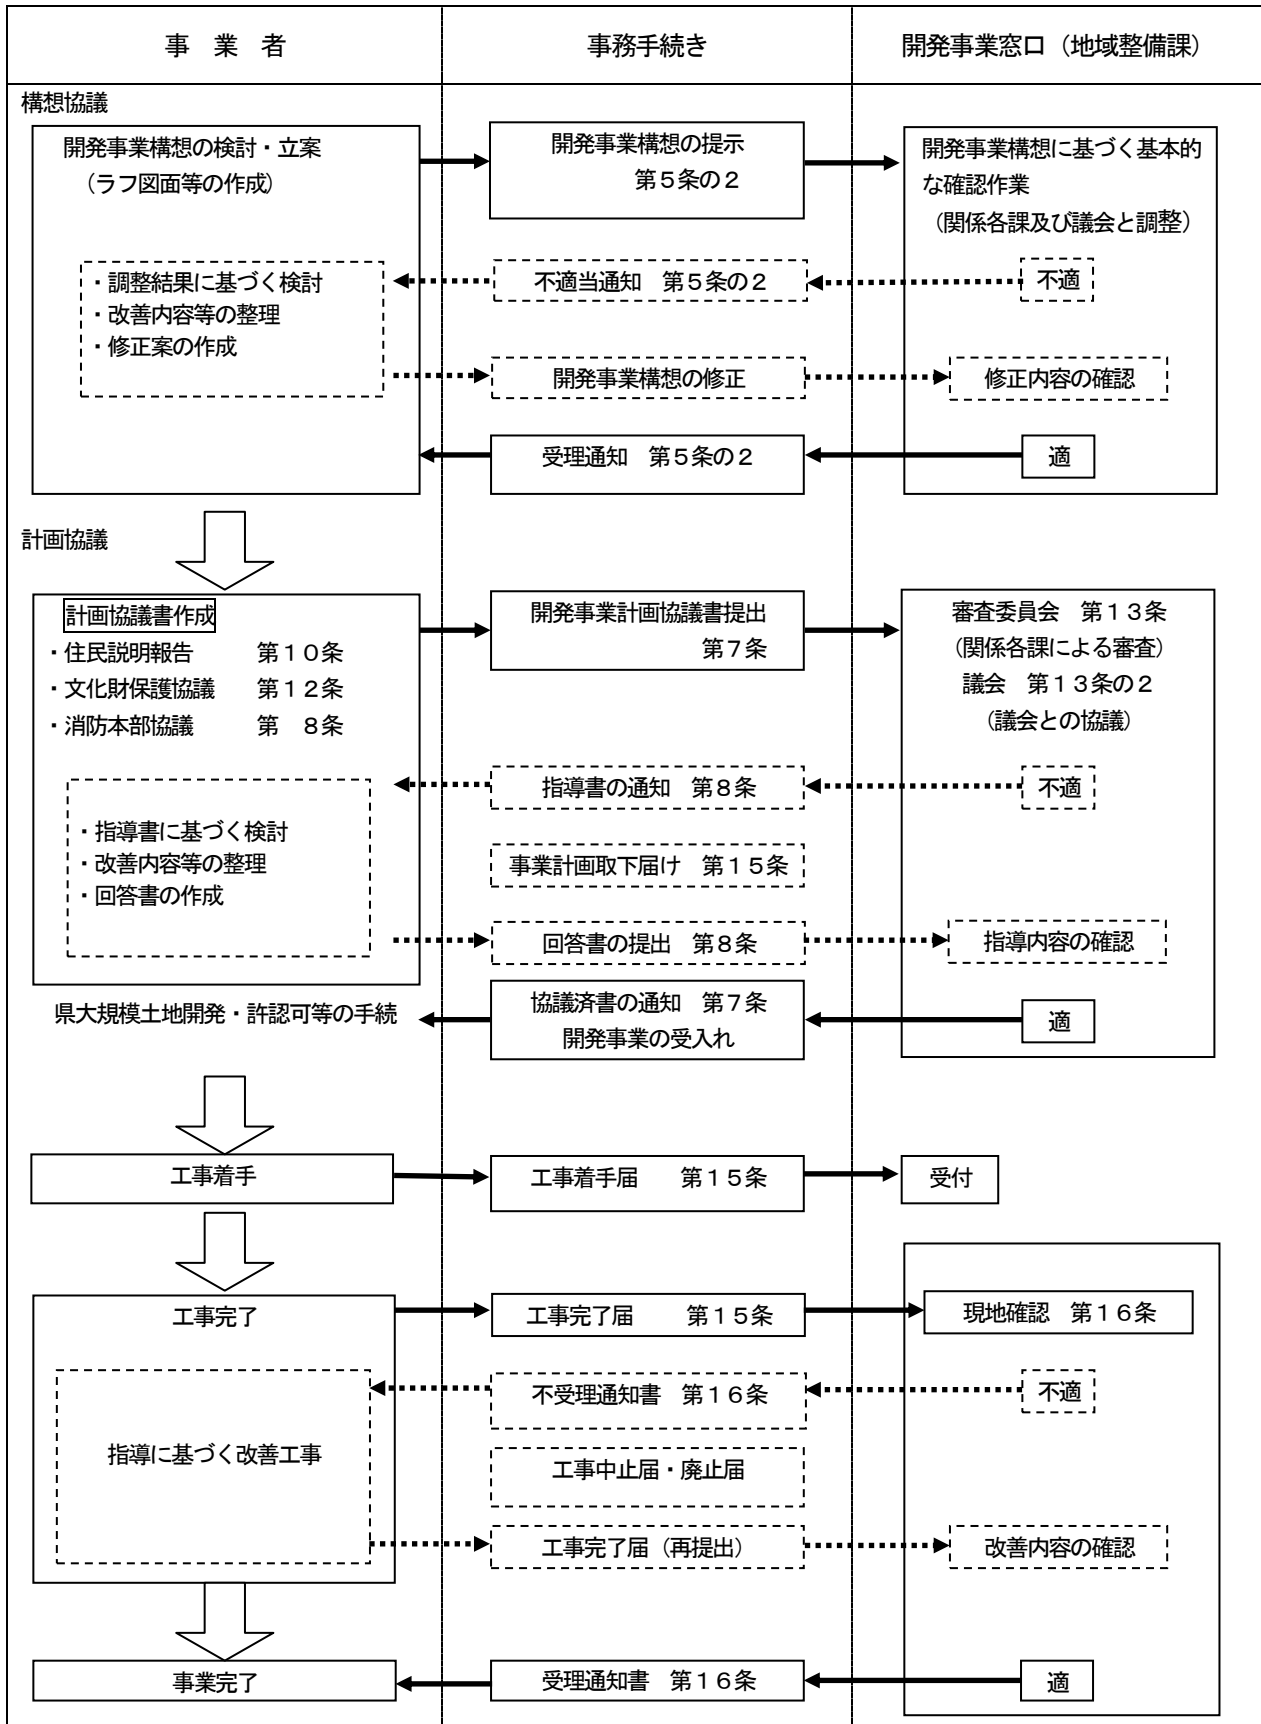 事　業　者
事務手続き
開発事業窓口（地域整備課）
構想協議
開発事業構想の検討・立案
（ラフ図面等の作成）
開発事業構想の提示
第５条の２
開発事業構想に基づく基本的
な確認作業
（関係各課及び議会と調整）
・調整結果に基づく検討
・改善内容等の整理
・修正案の作成
不適当通知　第５条の２
不適
開発事業構想の修正
修正内容の確認
受理通知　第５条の２
適
計画協議
計画協議書作成
・住民説明報告　　　第１０条
・文化財保護協議　　第１２条
・消防本部協議　　　第　８条
開発事業計画協議書提出
第７条
審査委員会　第１３条
（関係各課による審査）
議会　第１３条の２
（議会との協議）
指導書の通知　第８条
不適
・指導書に基づく検討
・改善内容等の整理
・回答書の作成
事業計画取下届け　第１５条
回答書の提出　第８条
指導内容の確認
県大規模土地開発・許認可等の手続
協議済書の通知　第７条
開発事業の受入れ
適
工事着手
工事着手届　　第１５条
受付
工事完了
工事完了届　　　第１５条
現地確認　第１６条
不受理通知書　第１６条
不適
指導に基づく改善工事
工事中止届・廃止届
工事完了届（再提出）
改善内容の確認
事業完了
受理通知書　第１６条
適